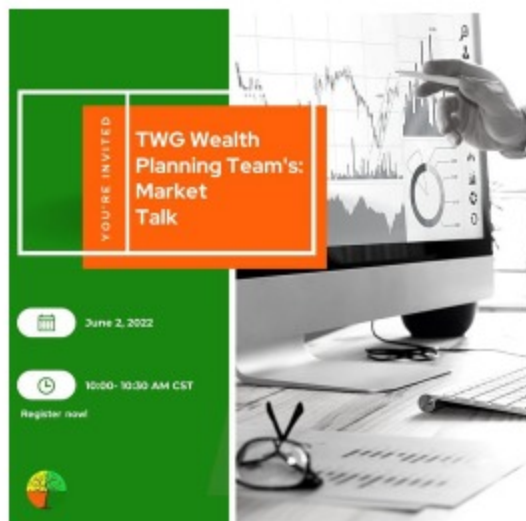 YOU'RE INVITED
TWG Wealth
Planning Team's:
Market
Talk
June 2, 2022
10:00- 10:30 AM CST
Register now!